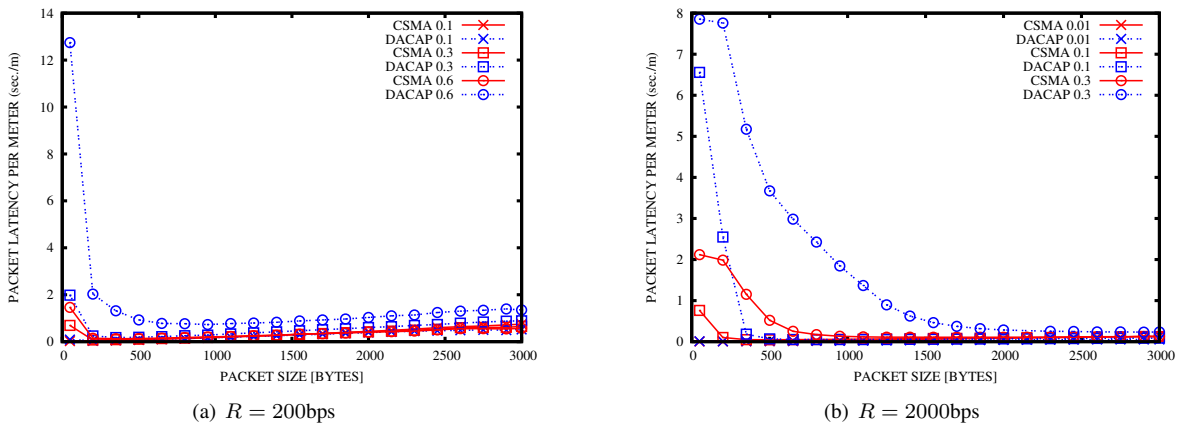 PACKET LATENCY PER METER (sec./m)
14
12
10
8
6
4
2
0
CSMA 0.1
DACAP 0.1
CSMA 0.3
DACAP 0.3
CSMA 0.6
DACAP 0.6
0 500 1000 1500 2000 2500 3000
PACKET SIZE [BYTES]
(a) R = 200bps
PACKET LATENCY PER METER (sec./m)
8
7
6
5
4
3
2
1
0
CSMA 0.01
DACAP 0.01
CSMA 0.1
DACAP 0.1
CSMA 0.3
DACAP 0.3
0 500 1000 1500 2000 2500 3000
PACKET SIZE [BYTES]
(b) R = 2000bps